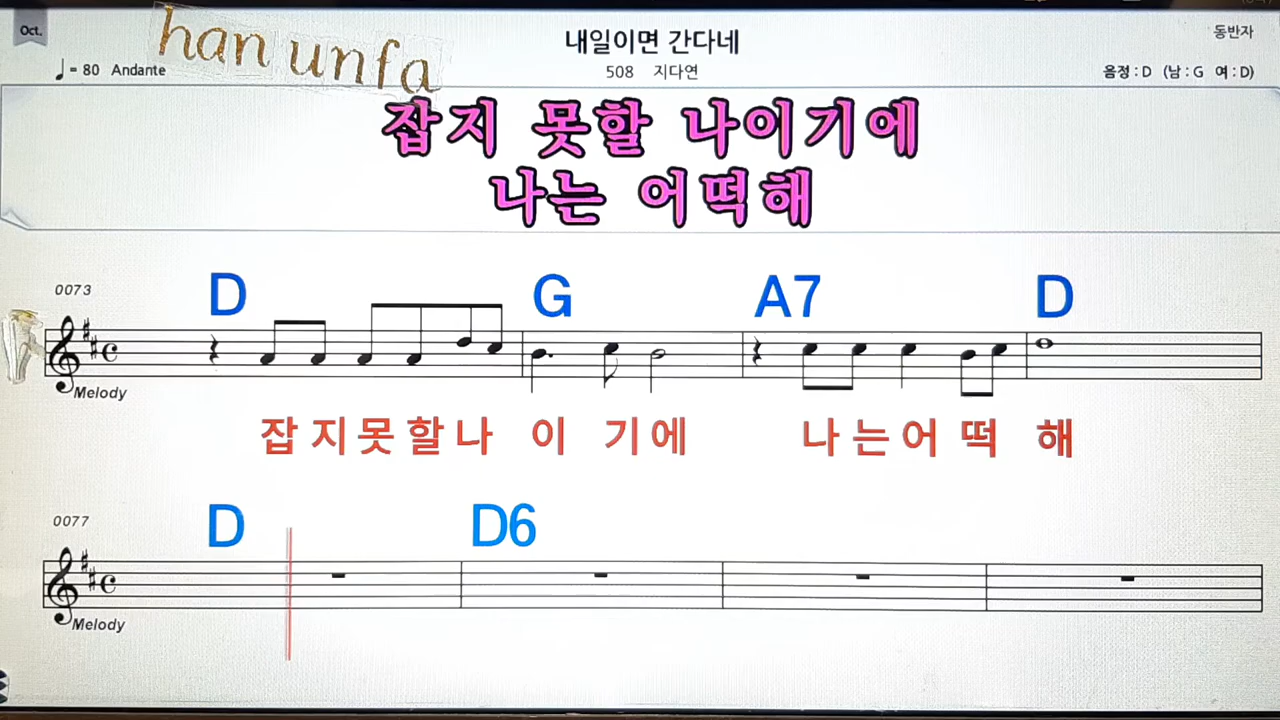 Oct.
han unfa
내일이면 간다네
동반자
♩= 80 Andante
508 지다연
음정 : D (남 : G 여 : D)
잡지 못할 나이기에
나는 어떡해
0073
D G A7 D
Melody
잡 지 못 할 나 이 기 에 나 는 어 떡 해
0077
D D6
Melody